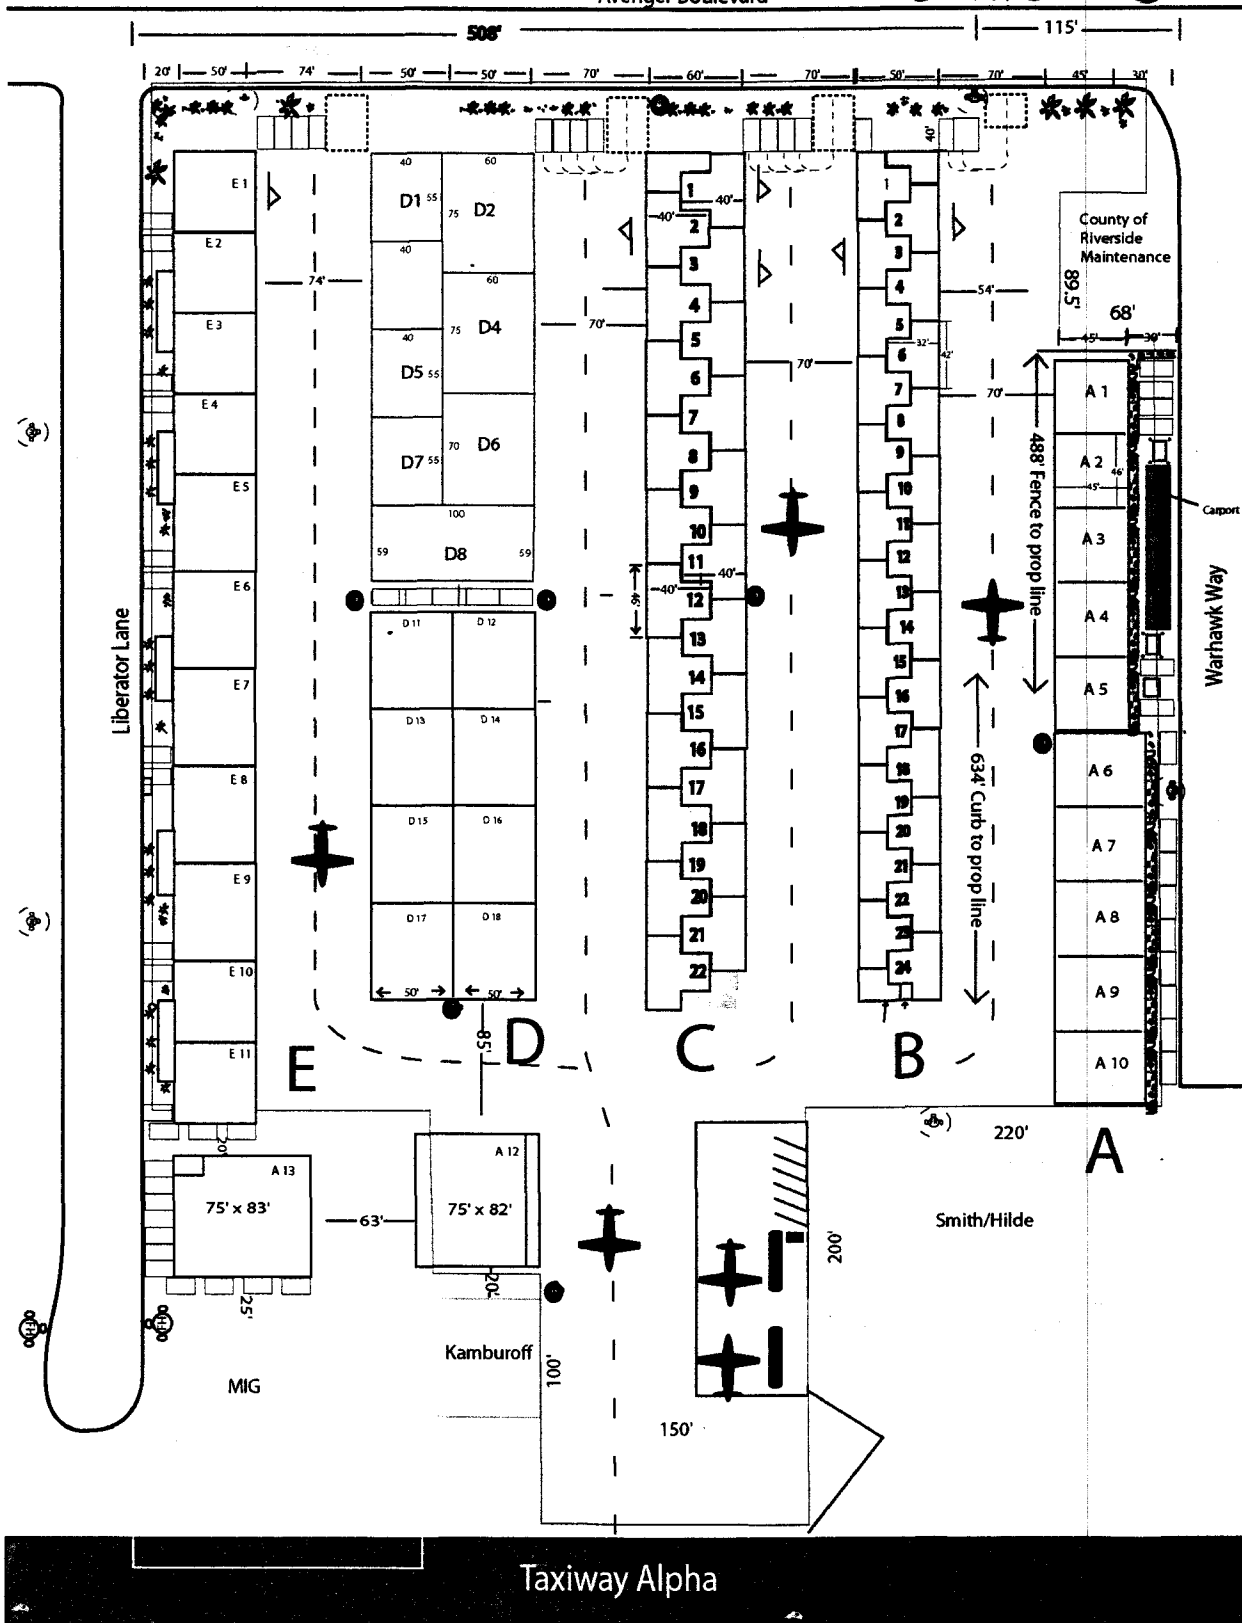 Avenger Boulevard
508'
115'
20'
50'
74'
50'
50'
70'
60'
70'
50'
70'
45'
30'
40'
E 1
E 2
E 3
E 4
E 5
E 6
E 7
E 8
E 9
E 10
E 11
74'
40
60
D1
55
75
D2
40
60
40
75
D4
D5
55
70
D6
D7
55
100
59
D8
59
D 11
D 12
D 13
D 14
D 15
D 16
D 17
D 18
50'
50'
85'
70'
1
40'
40'
2
3
4
5
6
7
8
9
10
11
40'
40'
46'
12
13
14
15
16
17
18
19
20
21
22
70'
1
2
3
4
5
32'
42'
6
7
8
9
10
11
12
13
14
15
16
17
18
19
20
21
22
23
24
54'
70'
County of
Riverside
Maintenance
89.5'
68'
45'
30'
A 1
A 2
46'
45'
A 3
A 4
A 5
A 6
A 7
A 8
A 9
A 10
488' Fence to prop line
634' Curb to prop line
Carport
Liberator Lane
Warhawk Way
E
D
C
B
A
20'
A 13
75' x 83'
63'
A 12
75' x 82'
20'
25'
220'
200'
Smith/Hilde
Kamburoff
100'
MIG
150'
FH
FH
Taxiway Alpha